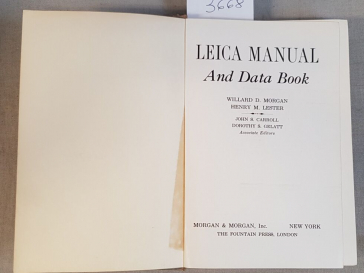 3668
LEICA MANUAL
And Data Book
WILLARD D. MORGAN
HENRY M. LESTER
JOHN S. CARROLL
DOROTHY S. GELATT
Associate Editors
MORGAN & MORGAN, Inc. NEW YORK
THE FOUNTAIN PRESS, LONDON